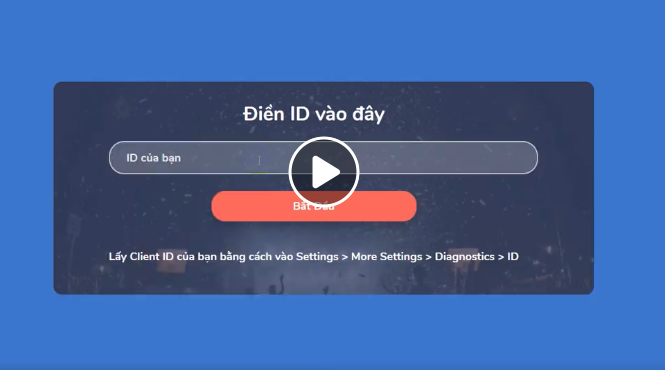 Điền ID vào đây
ID của bạn
Bắt Đầu
Lấy Client ID của bạn bằng cách vào Settings > More Settings > Diagnostics > ID